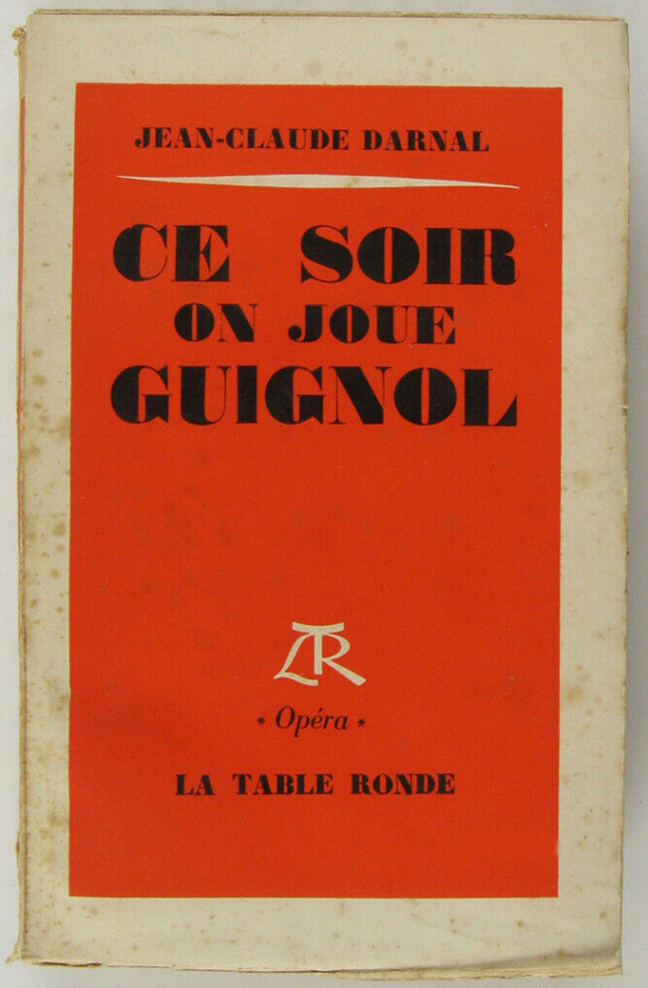 JEAN-CLAUDE DARNAL
CE SOIR
ON JOUE
GUIGNOL
LTR
* Opéra *
LA TABLE RONDE